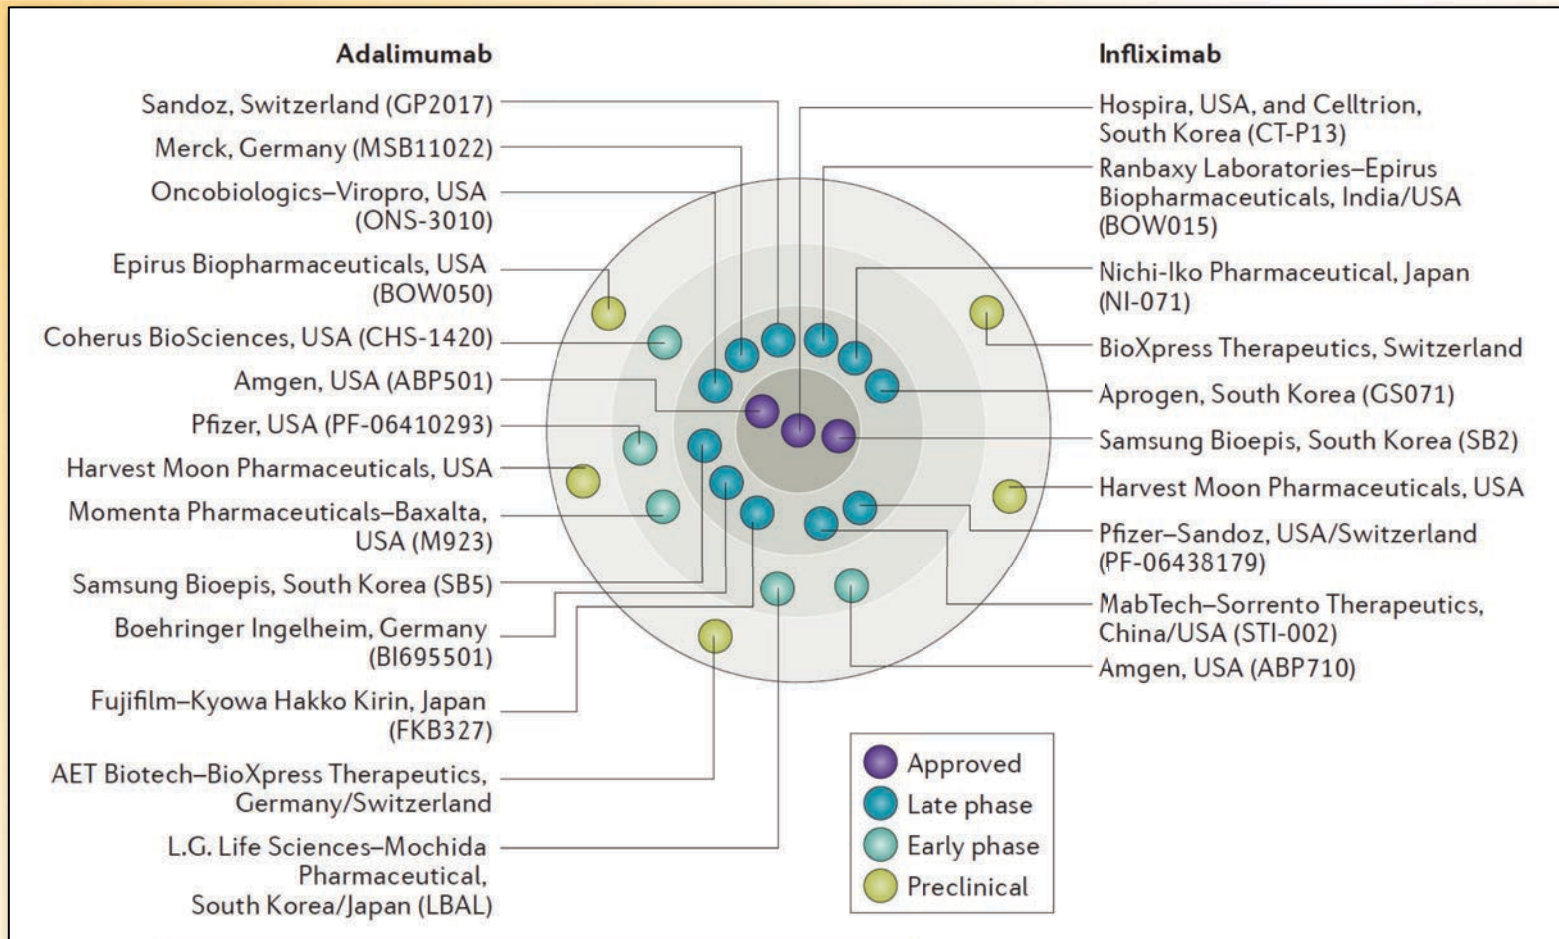 Adalimumab
Sandoz, Switzerland (GP2017)
Merck, Germany (MSB11022)
Oncobiologics–Viropro, USA
(ONS-3010)
Epirus Biopharmaceuticals, USA
(BOW050)
Coherus BioSciences, USA (CHS-1420)
Amgen, USA (ABP501)
Pfizer, USA (PF-06410293)
Harvest Moon Pharmaceuticals, USA
Momenta Pharmaceuticals–Baxalta,
USA (M923)
Samsung Bioepis, South Korea (SB5)
Boehringer Ingelheim, Germany
(BI695501)
Fujifilm–Kyowa Hakko Kirin, Japan
(FKB327)
AET Biotech–BioXpress Therapeutics,
Germany/Switzerland
L.G. Life Sciences–Mochida
Pharmaceutical,
South Korea/Japan (LBAL)
Infliximab
Hospira, USA, and Celltrion,
South Korea (CT-P13)
Ranbaxy Laboratories–Epirus
Biopharmaceuticals, India/USA
(BOW015)
Nichi-Iko Pharmaceutical, Japan
(NI-071)
BioXpress Therapeutics, Switzerland
Aprogen, South Korea (GS071)
Samsung Bioepis, South Korea (SB2)
Harvest Moon Pharmaceuticals, USA
Pfizer–Sandoz, USA/Switzerland
(PF-06438179)
MabTech–Sorrento Therapeutics,
China/USA (STI-002)
Amgen, USA (ABP710)
Approved
Late phase
Early phase
Preclinical